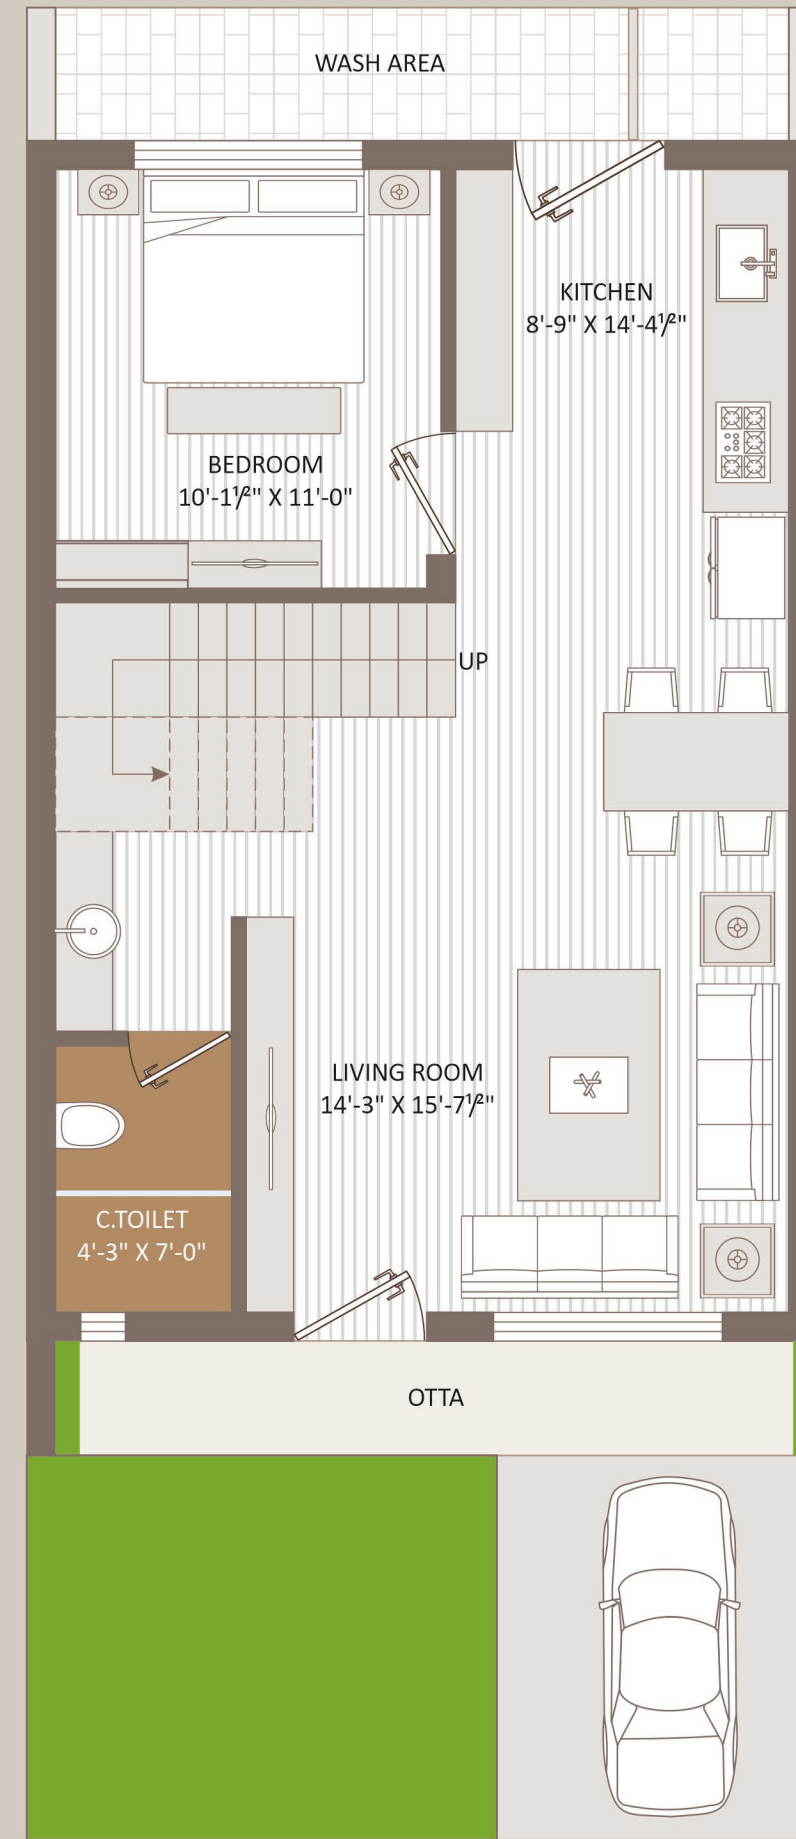 WASH AREA
KITCHEN
8'-9" X 14'-4½"
BEDROOM
10'-1½" X 11'-0"
UP
LIVING ROOM
14'-3" X 15'-7½"
C.TOILET
4'-3" X 7'-0"
OTTA